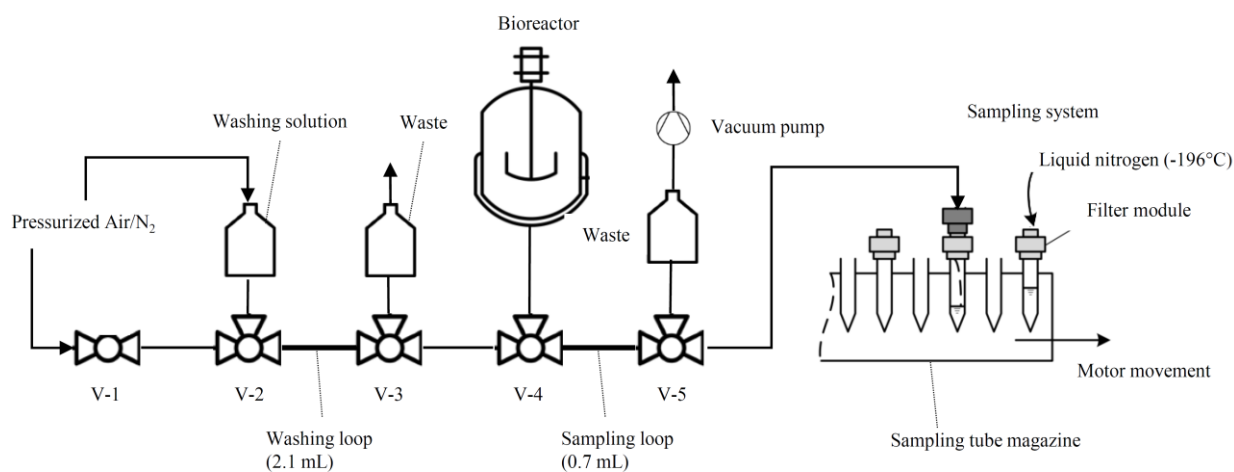 Bioreactor
Washing solution
Waste
Vacuum pump
Sampling system
Liquid nitrogen (-196°C)
Pressurized Air/N₂
Waste
Filter module
V-1
V-2
V-3
V-4
V-5
Motor movement
Washing loop
(2.1 mL)
Sampling loop
(0.7 mL)
Sampling tube magazine